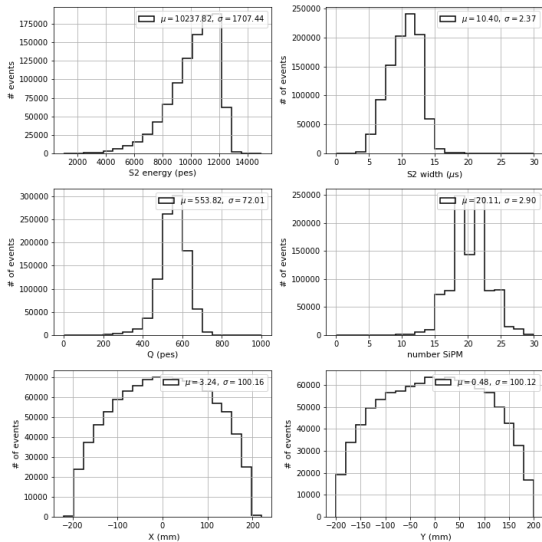 μ = 10237.82, σ = 1707.44
# events
175000
150000
125000
100000
75000
50000
25000
0
2000 4000 6000 8000 10000 12000 14000
S2 energy (pes)
μ = 10.40, σ = 2.37
# of events
250000
200000
150000
100000
50000
0
0 5 10 15 20 25 30
S2 width (μs)
μ = 553.82, σ = 72.01
# of events
300000
250000
200000
150000
100000
50000
0
0 200 400 600 800 1000
Q (pes)
μ = 20.11, σ = 2.90
# of events
250000
200000
150000
100000
50000
0
0 5 10 15 20 25 30
number SiPM
μ = 3.24, σ = 100.16
# of events
70000
60000
50000
40000
30000
20000
10000
0
−200 −100 0 100 200
X (mm)
μ = 0.48, σ = 100.12
# of events
60000
50000
40000
30000
20000
10000
0
−200 −150 −100 −50 0 50 100 150 200
Y (mm)